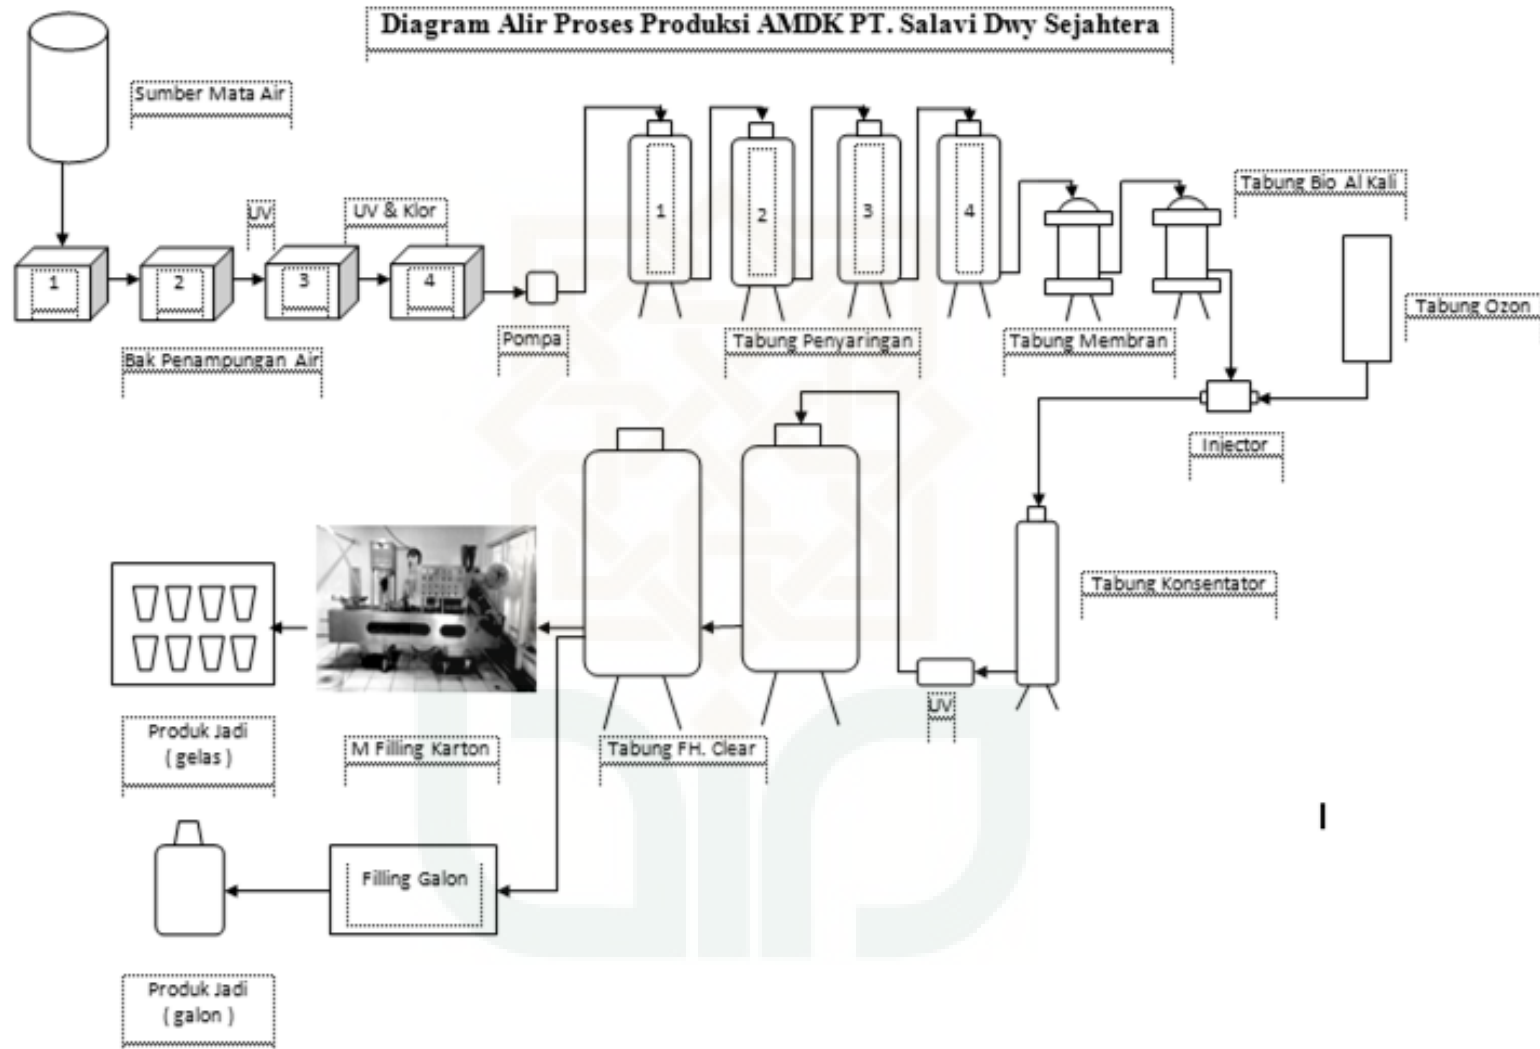 Diagram Alir Proses Produksi AMDK PT. Salavi Dwy Sejahtera
Sumber Mata Air
UV
UV & Klor
1
2
3
4
Bak Penampungan Air
Pompa
1
2
3
4
Tabung Penyaringan
Tabung Membran
Tabung Bio Al Kali
Tabung Ozon
Injector
Tabung Konsentator
UV
Tabung FH. Clear
M Filling Karton
Produk Jadi
( gelas )
Filling Galon
Produk Jadi
( galon )